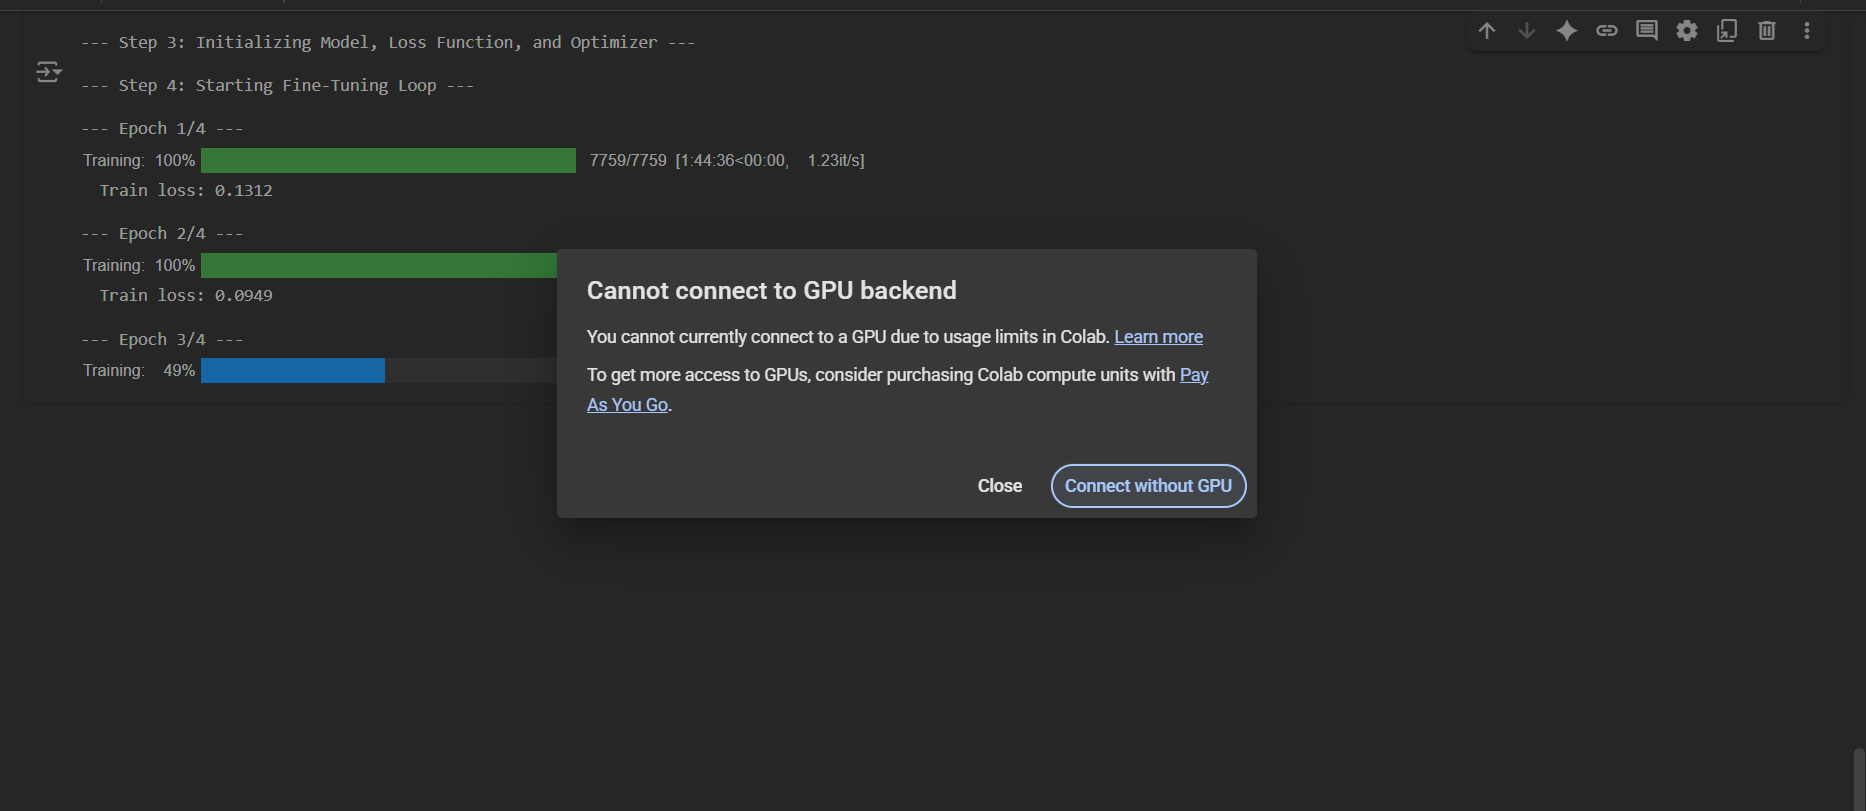 --- Step 3: Initializing Model, Loss Function, and Optimizer ---
--- Step 4: Starting Fine-Tuning Loop ---
--- Epoch 1/4 ---
Training: 100% 7759/7759 [1:44:36<00:00, 1.23it/s]
Train loss: 0.1312
--- Epoch 2/4 ---
Training: 100%
Train loss: 0.0949
--- Epoch 3/4 ---
Training: 49%
Cannot connect to GPU backend
You cannot currently connect to a GPU due to usage limits in Colab. Learn more
To get more access to GPUs, consider purchasing Colab compute units with Pay
As You Go.
Close Connect without GPU